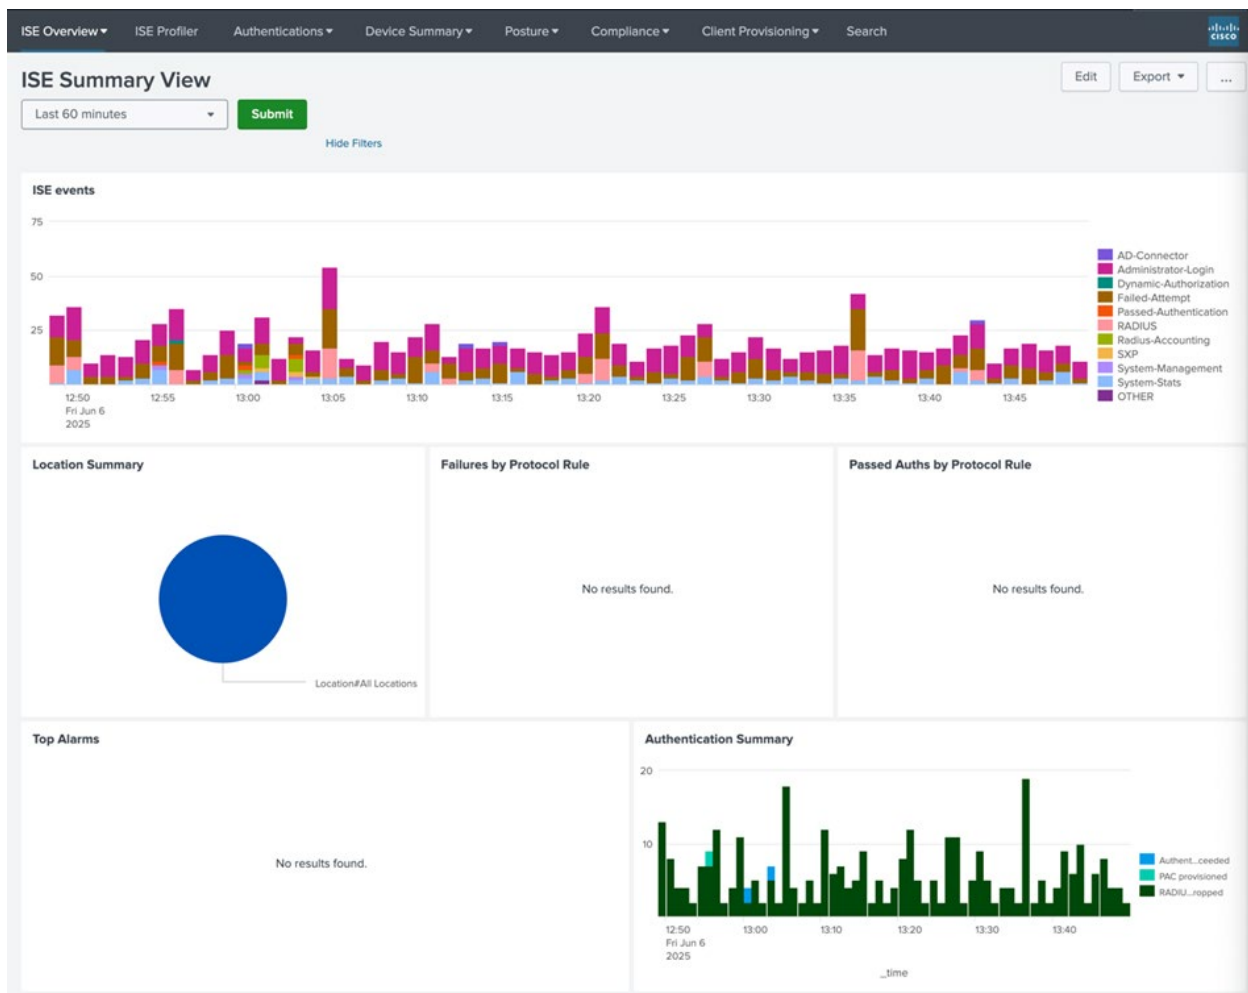 ISE Overview ISE Profiler Authentications Device Summary Posture Compliance Client Provisioning Search
CISCO
ISE Summary View
Edit Export ...
Last 60 minutes Submit
Hide Filters
ISE events
75
50
25
12:50 12:55 13:00 13:05 13:10 13:15 13:20 13:25 13:30 13:35 13:40 13:45
Fri Jun 6
2025
AD-Connector
Administrator-Login
Dynamic-Authorization
Failed-Attempt
Passed-Authentication
RADIUS
Radius-Accounting
SXP
System-Management
System-Stats
OTHER
Location Summary
Location#All Locations
Failures by Protocol Rule
No results found.
Passed Auths by Protocol Rule
No results found.
Top Alarms
No results found.
Authentication Summary
20
10
12:50 13:00 13:10 13:20 13:30 13:40
Fri Jun 6
2025
_time
Authent...ceeded
PAC provisioned
RADIU...ropped